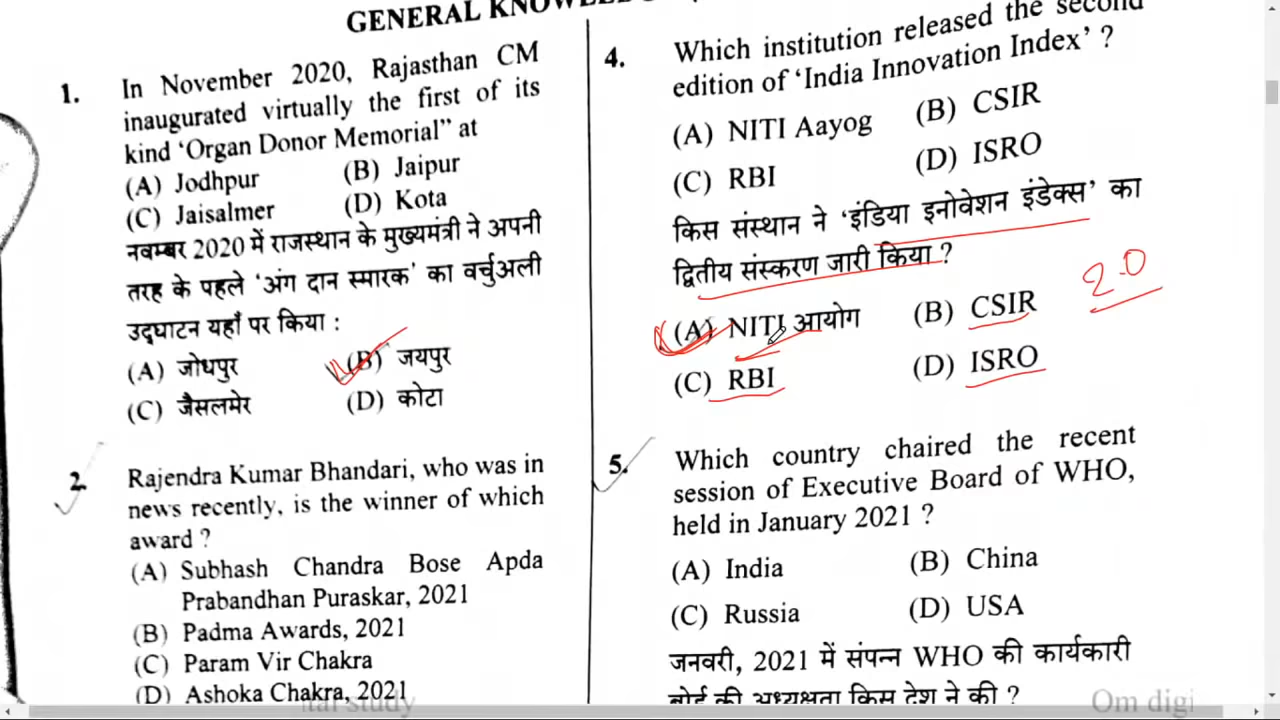 GENERAL KNOWLED
1. In November 2020, Rajasthan CM
inaugurated virtually the first of its
kind ‘Organ Donor Memorial” at
(A) Jodhpur (B) Jaipur
(C) Jaisalmer (D) Kota
नवम्बर 2020 में राजस्थान के मुख्यमंत्री ने अपनी
तरह के पहले ‘अंग दान स्मारक’ का वर्चुअली
उद्घाटन यहाँ पर किया :
(A) जोधपुर (B) जयपुर
(C) जैसलमेर (D) कोटा
2. Rajendra Kumar Bhandari, who was in
news recently, is the winner of which
award ?
(A) Subhash Chandra Bose Apda
Prabandhan Puraskar, 2021
(B) Padma Awards, 2021
(C) Param Vir Chakra
(D) Ashoka Chakra, 2021
4. Which institution released the second
edition of ‘India Innovation Index’ ?
(A) NITI Aayog (B) CSIR
(C) RBI (D) ISRO
किस संस्थान ने ‘इंडिया इनोवेशन इंडेक्स’ का
द्वितीय संस्करण जारी किया ?
2.0
(A) NITI आयोग (B) CSIR
(C) RBI (D) ISRO
5. Which country chaired the recent
session of Executive Board of WHO,
held in January 2021 ?
(A) India (B) China
(C) Russia (D) USA
जनवरी, 2021 में संपन्न WHO की कार्यकारी
बोर्ड की अध्यक्षता किस देश ने की ?
tal study
Om digi